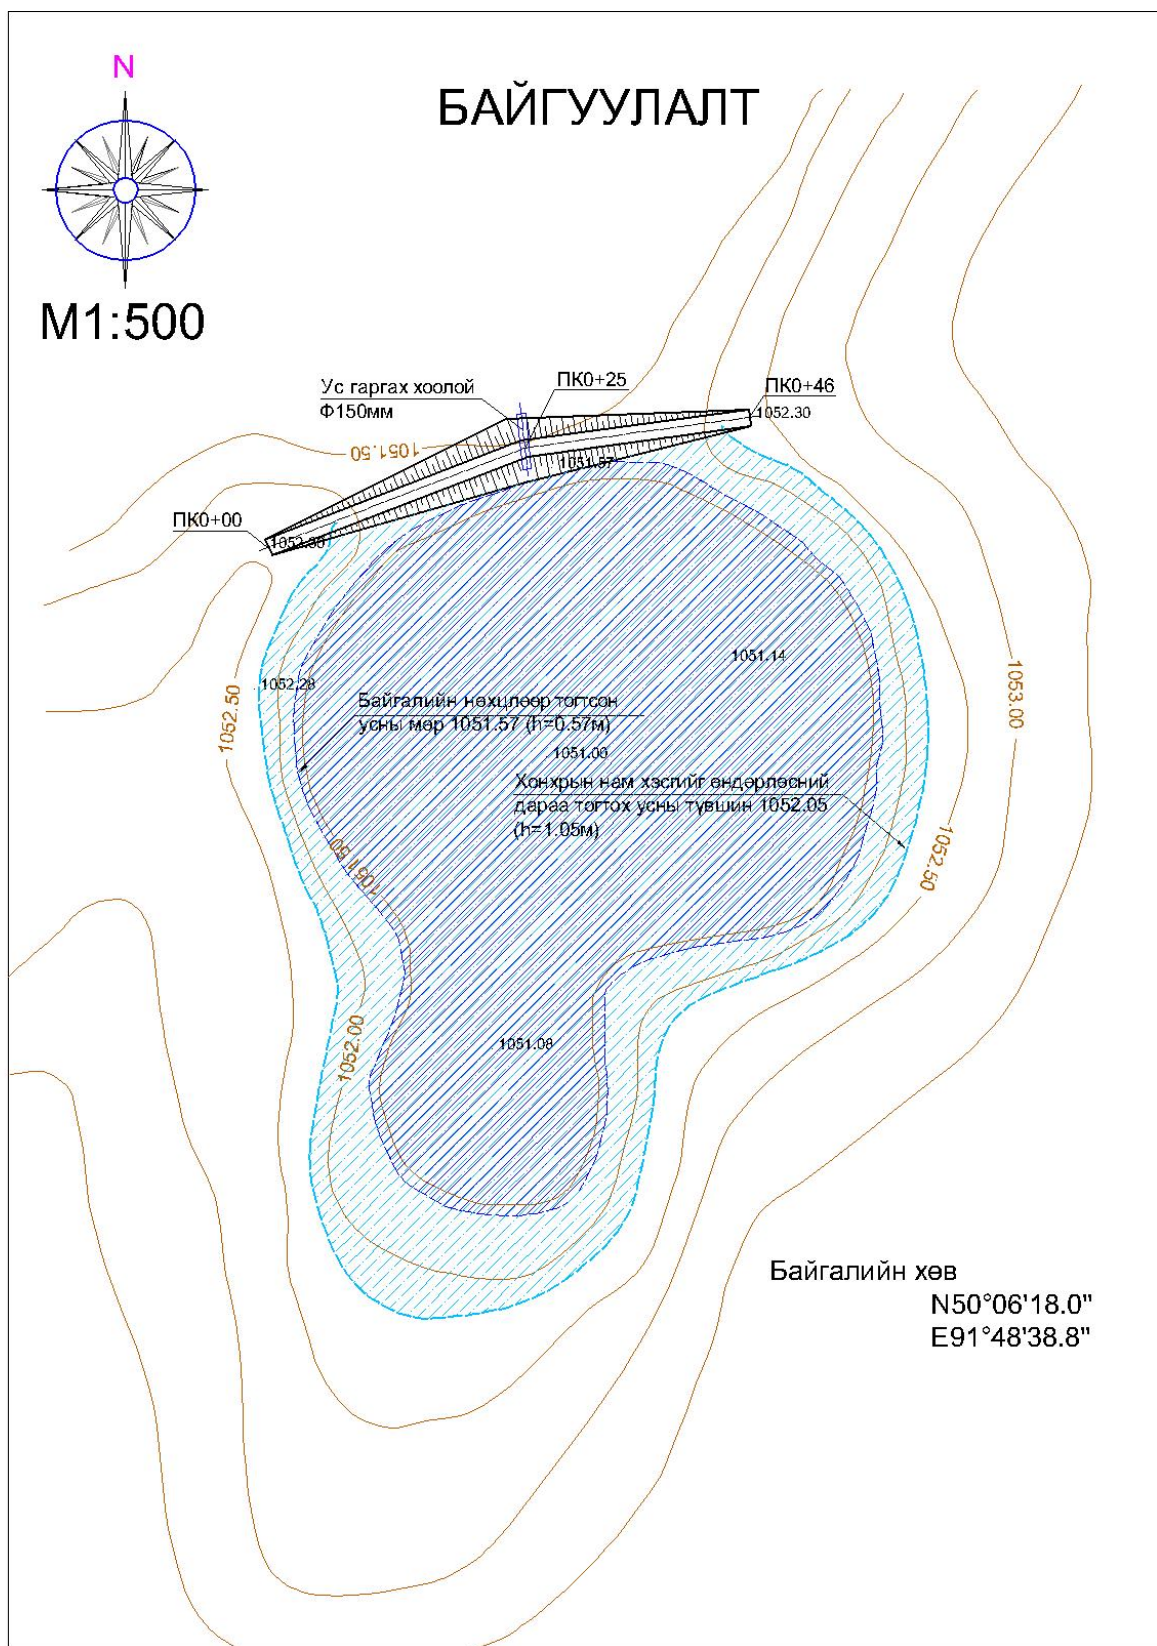 N
БАЙГУУЛАЛТ
М1:500
Ус гаргах хоолой
Ф150мм
ПК0+25
ПК0+46
1052.30
1051.50
1051.57
ПК0+00
1051.14
1052.28
1052.50
1053.00
Байгалийн нөхцлөөр тогтсон
усны мөр 1051.57 (h=0.57м)
1051.00
Хонхрын нам хэсгийг өндөрлөсний
дараа тогтох усны түвшин 1052.05
(h=1.05м)
1051.50
1052.50
1052.00
1051.08
Байгалийн хөв
N50°06'18.0"
E91°48'38.8"